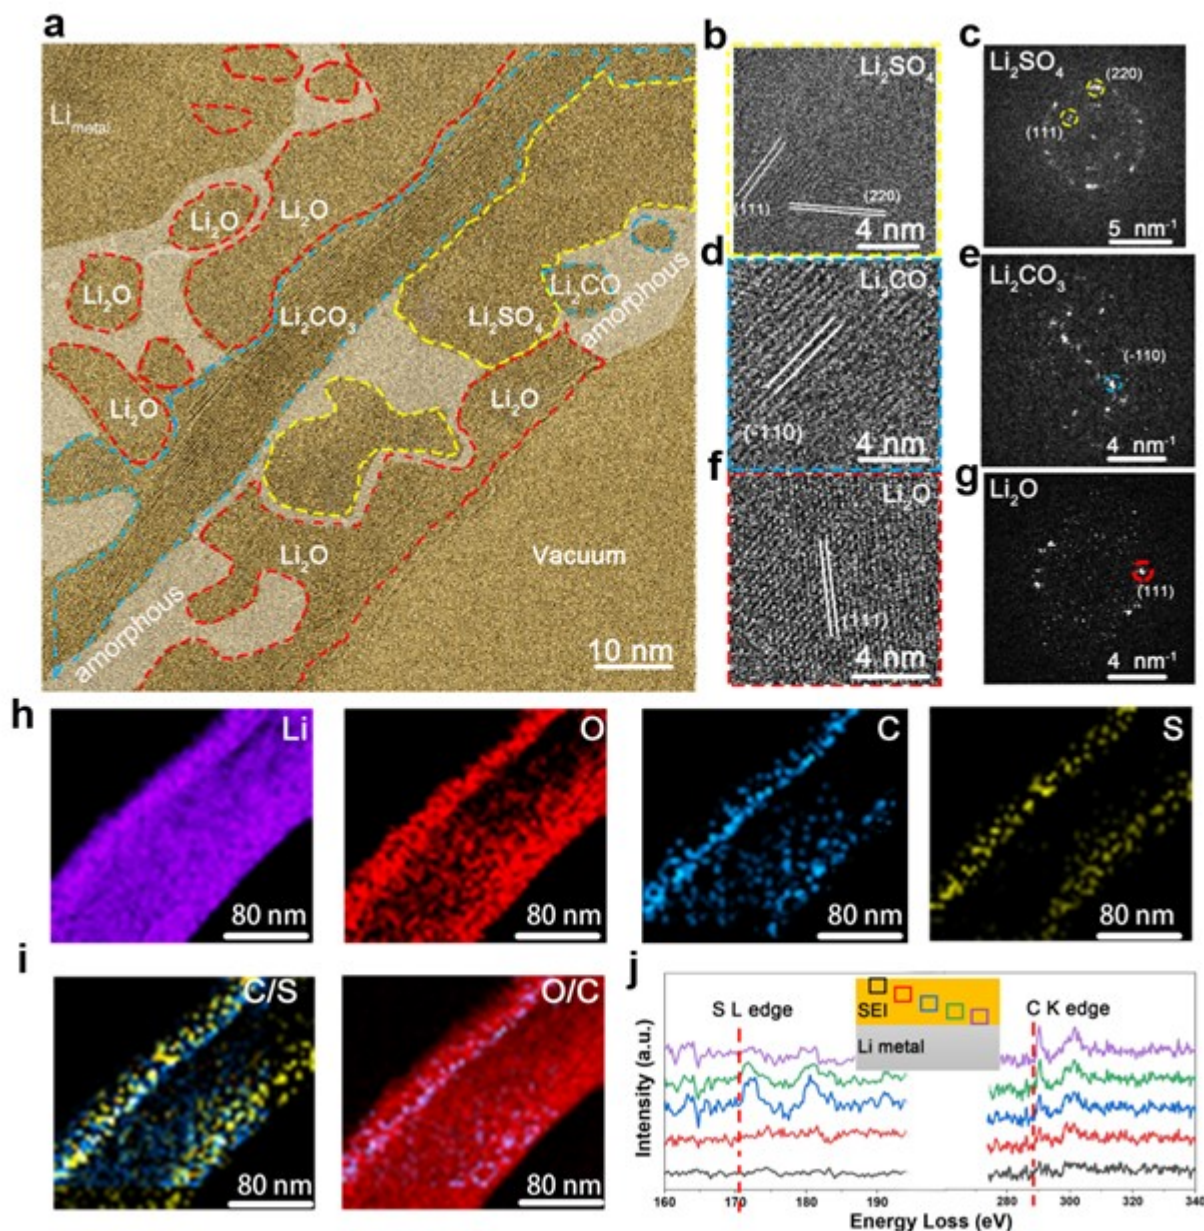 a
Li_metal
Li₂O
Li₂O
Li₂O
Li₂O
Li₂CO₃
Li₂SO₄
Li₂CO
amorphous
Li₂O
Li₂O
Vacuum
amorphous
10 nm
b
Li₂SO₄
(111)
(220)
4 nm
c
Li₂SO₄
(220)
(111)
5 nm⁻¹
d
Li₂CO₃
(-110)
4 nm
e
Li₂CO₃
(-110)
4 nm⁻¹
f
Li₂O
(111)
4 nm
g
Li₂O
(111)
4 nm⁻¹
h
Li
80 nm
O
80 nm
C
80 nm
S
80 nm
i
C/S
80 nm
O/C
80 nm
j
S L edge
SEI
Li metal
C K edge
Intensity (a.u.)
160 170 180 190 280 300 320 340
Energy Loss (eV)